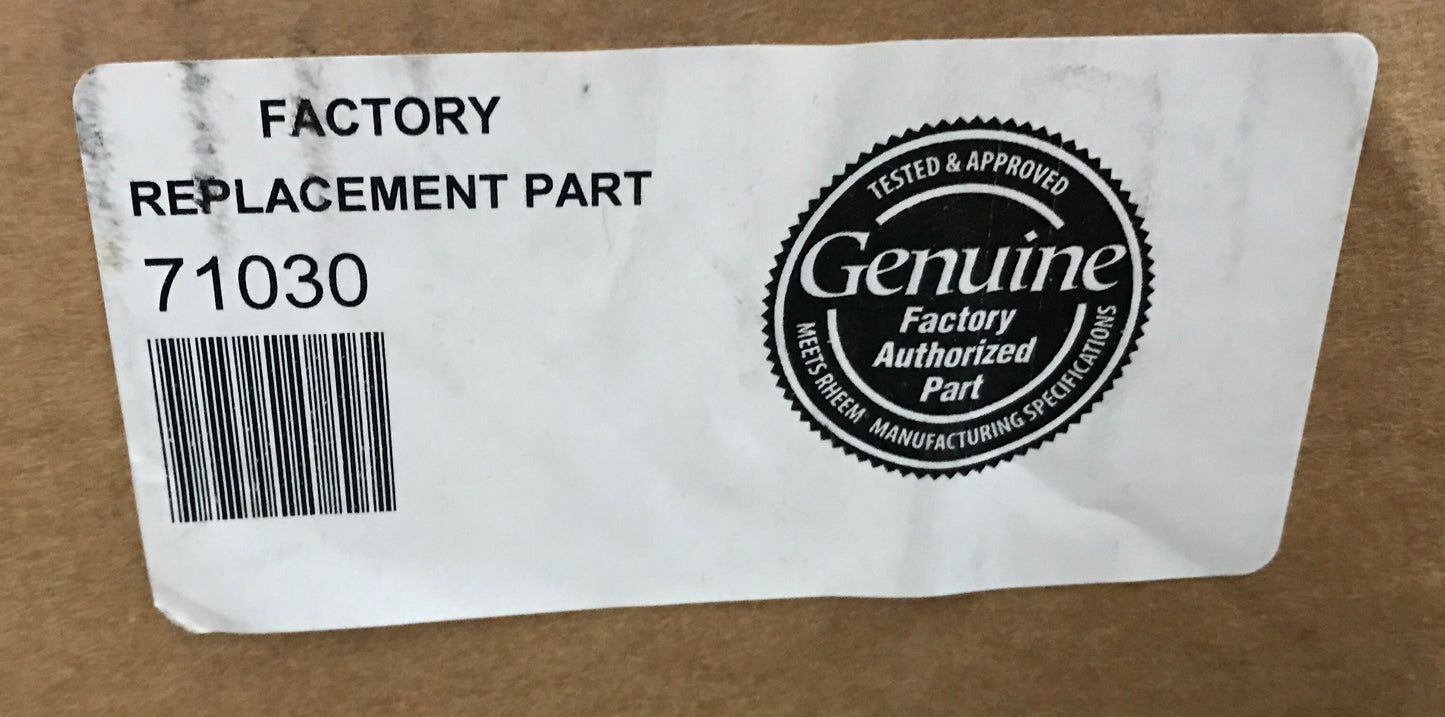 FACTORY
REPLACEMENT PART
71030
TESTED & APPROVED
Genuine
Factory
Authorized
Part
MEETS RHEEM MANUFACTURING SPECIFICATIONS